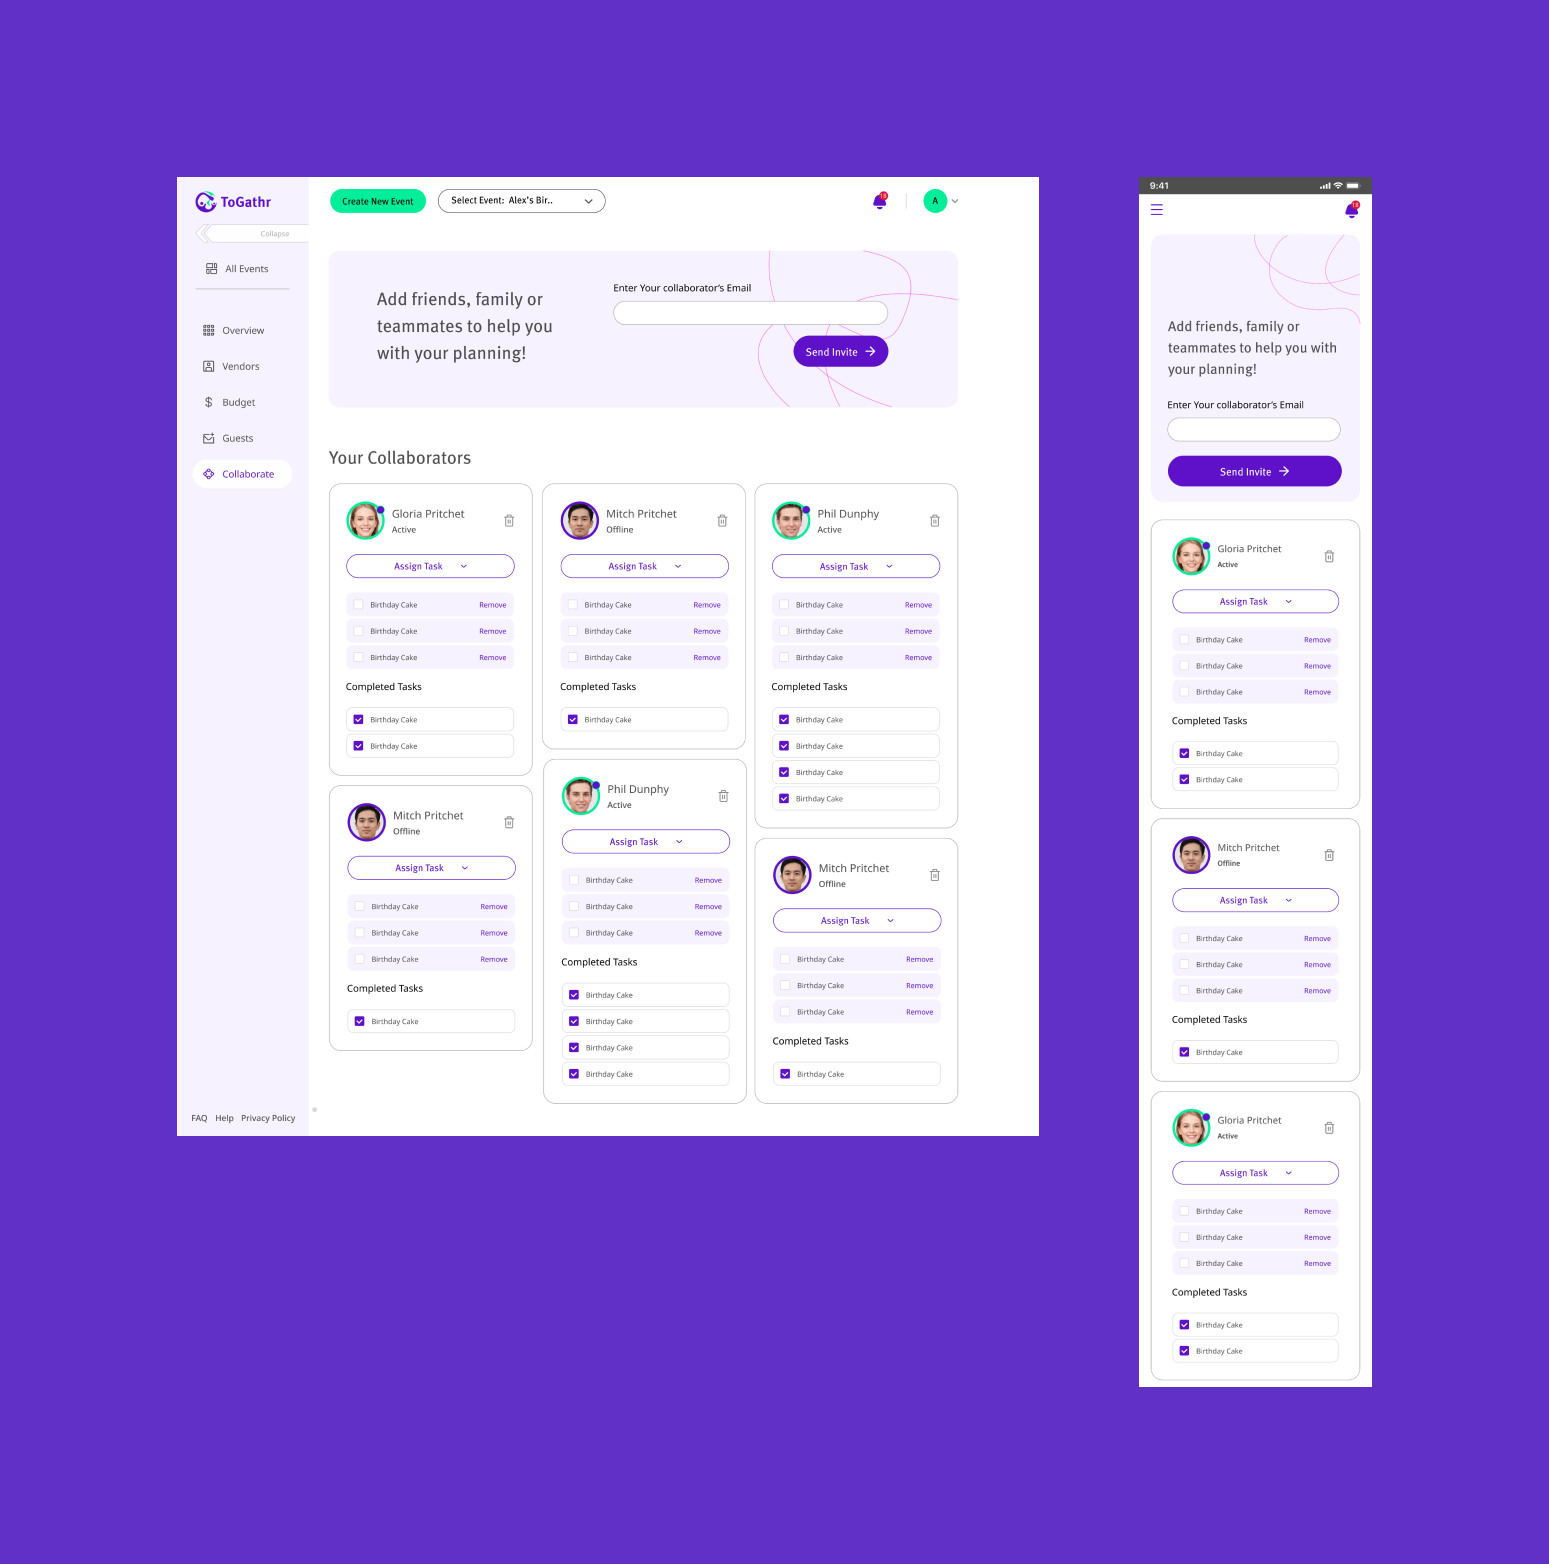 ToGathr
Collapse
All Events
Overview
Vendors
Budget
Guests
Collaborate
FAQ Help Privacy Policy
Create New Event
Select Event: Alex's Bir..
A
Add friends, family or
teammates to help you
with your planning!
Enter Your collaborator's Email
Send Invite
Your Collaborators
Gloria Pritchet
Active
Assign Task
Birthday Cake Remove
Birthday Cake Remove
Birthday Cake Remove
Completed Tasks
Birthday Cake
Birthday Cake
Mitch Pritchet
Offline
Assign Task
Birthday Cake Remove
Birthday Cake Remove
Birthday Cake Remove
Completed Tasks
Birthday Cake
Mitch Pritchet
Offline
Assign Task
Birthday Cake Remove
Birthday Cake Remove
Birthday Cake Remove
Completed Tasks
Birthday Cake
Phil Dunphy
Active
Assign Task
Birthday Cake Remove
Birthday Cake Remove
Birthday Cake Remove
Completed Tasks
Birthday Cake
Birthday Cake
Birthday Cake
Birthday Cake
Phil Dunphy
Active
Assign Task
Birthday Cake Remove
Birthday Cake Remove
Birthday Cake Remove
Completed Tasks
Birthday Cake
Birthday Cake
Birthday Cake
Birthday Cake
Mitch Pritchet
Offline
Assign Task
Birthday Cake Remove
Birthday Cake Remove
Birthday Cake Remove
Completed Tasks
Birthday Cake
9:41
Add friends, family or
teammates to help you with
your planning!
Enter Your collaborator's Email
Send Invite
Gloria Pritchet
Active
Assign Task
Birthday Cake Remove
Birthday Cake Remove
Birthday Cake Remove
Completed Tasks
Birthday Cake
Birthday Cake
Mitch Pritchet
Offline
Assign Task
Birthday Cake Remove
Birthday Cake Remove
Birthday Cake Remove
Completed Tasks
Birthday Cake
Gloria Pritchet
Active
Assign Task
Birthday Cake Remove
Birthday Cake Remove
Birthday Cake Remove
Completed Tasks
Birthday Cake
Birthday Cake